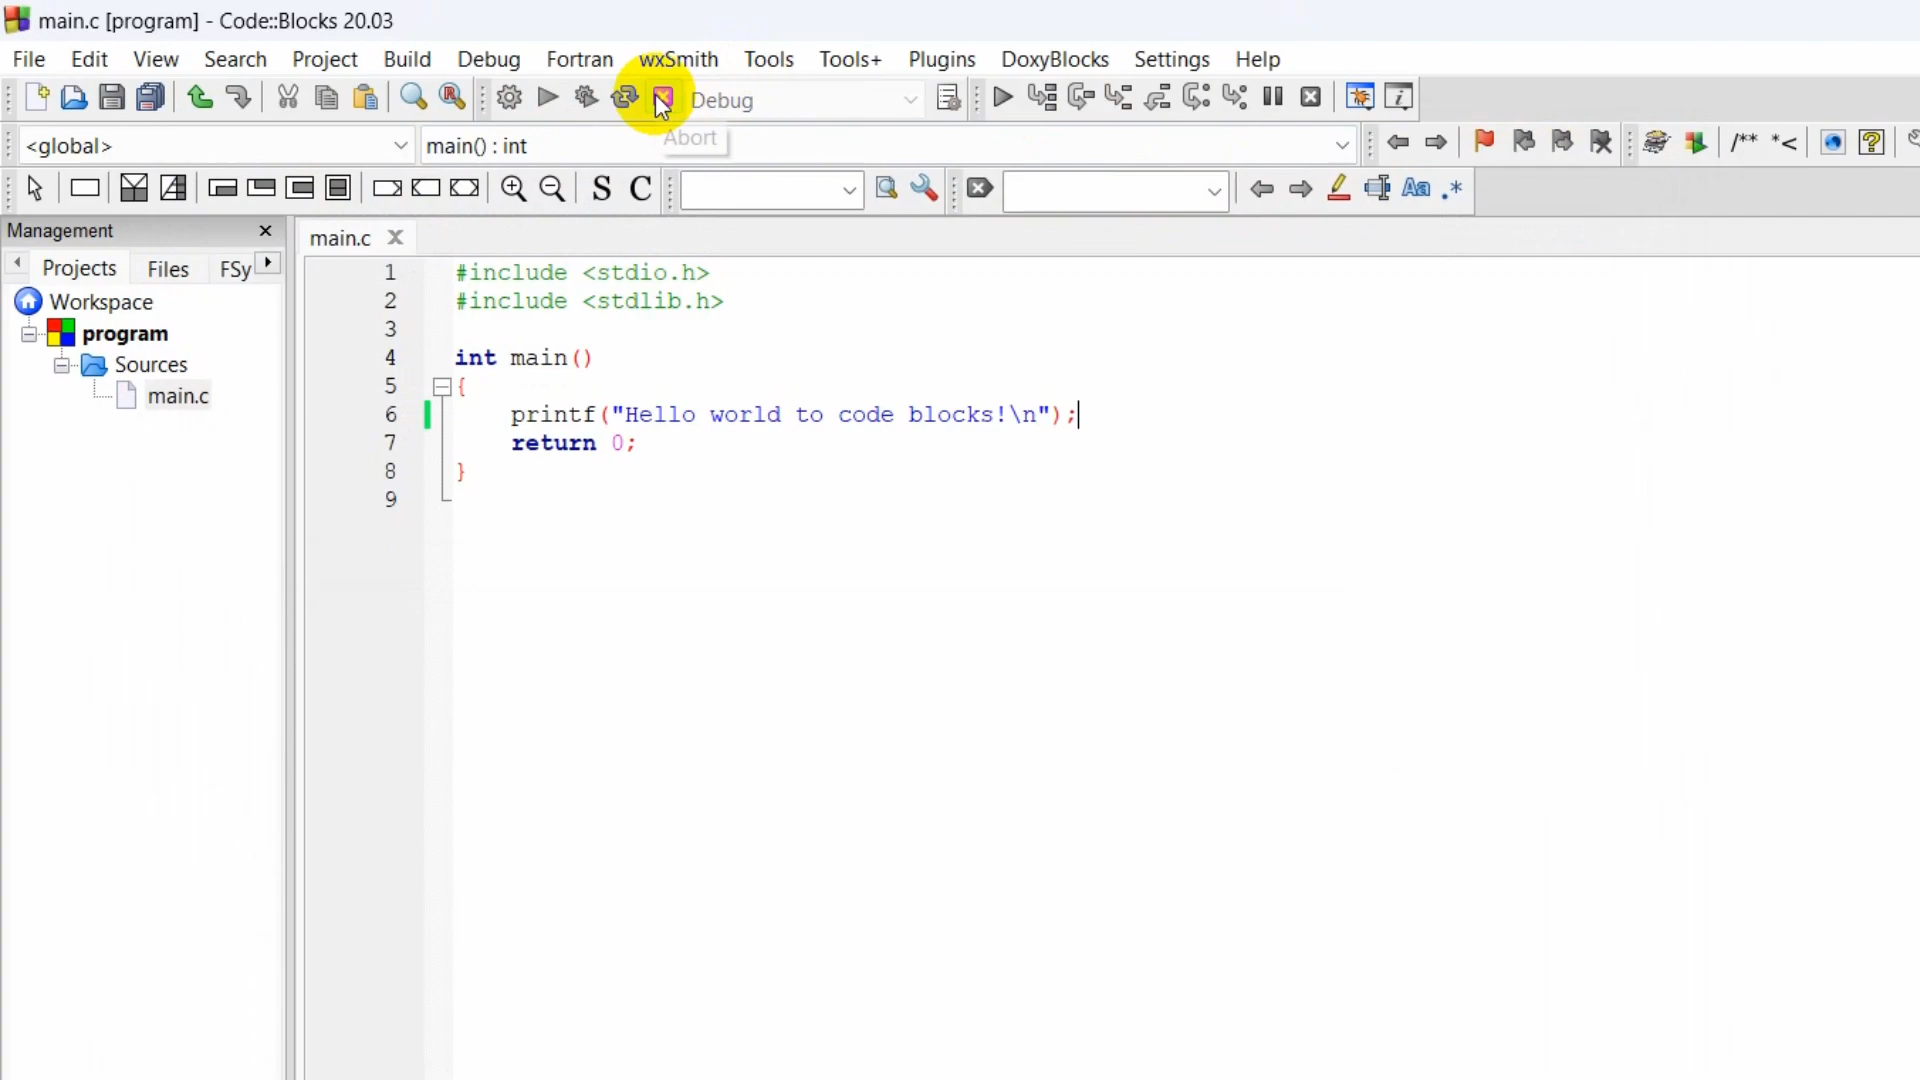 main.c [program] - Code::Blocks 20.03
File Edit View Search Project Build Debug Fortran wxSmith Tools Tools+ Plugins DoxyBlocks Settings Help
Debug
Abort
<global> main() : int /** *<
S C Aa .*
Management
main.c
Projects Files FSy
1 #include <stdio.h>
2 #include <stdlib.h>
3
4 int main()
5 {
6 printf("Hello world to code blocks!\n");
7 return 0;
8 }
9
Workspace
program
Sources
main.c